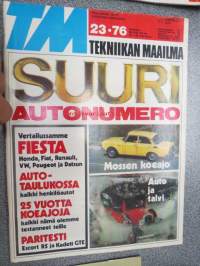 TM
23•76
TEKNIIKAN MAAILMA
SUURI
AUTONUMERO
Vertailussamme
FIESTA
Honda, Fiat, Renault,
VW, Peugeot ja Datsun
AUTO-
TAULUKOSSA
kaikki henkilöautot
25 VUOTTA
KOEAJOJA
kaikki nämä olemme
testanneet teille
PARITESTI
Escort RS ja Kadett GTE
Mossen koeajo
Auto
ja
talvi